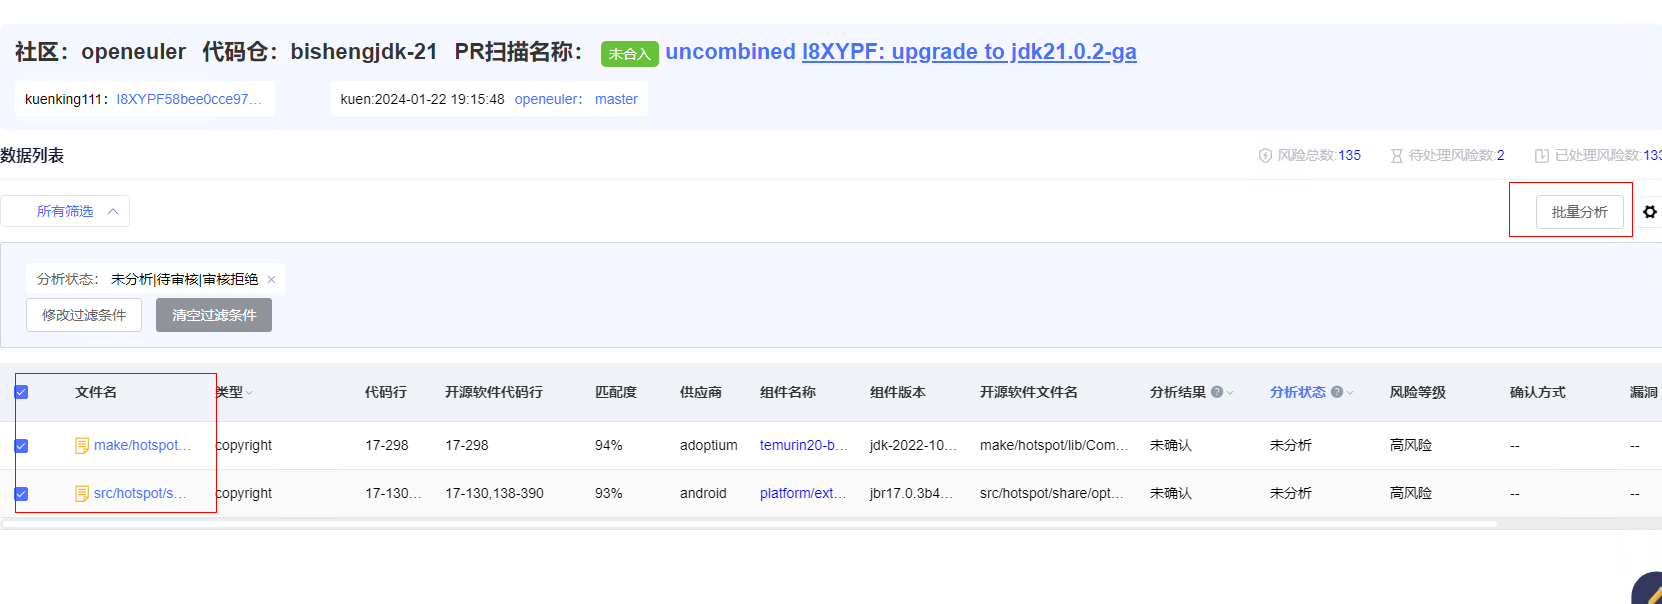 社区：openeuler 代码仓：bishengjdk-21 PR扫描名称： 未合入 uncombined I8XYPF: upgrade to jdk21.0.2-ga
kuenking111：I8XYPF58bee0cce97... kuen:2024-01-22 19:15:48 openeuler： master
数据列表 风险总数:135 待处理风险数:2 已处理风险数:133
所有筛选 批量分析
分析状态： 未分析|待审核|审核拒绝 ×
修改过滤条件 清空过滤条件
文件名 类型 代码行 开源软件代码行 匹配度 供应商 组件名称 组件版本 开源软件文件名 分析结果 ? 分析状态 ? 风险等级 确认方式 漏洞
make/hotspot... copyright 17-298 17-298 94% adoptium temurin20-b... jdk-2022-10... make/hotspot/lib/Com... 未确认 未分析 高风险 -- --
src/hotspot/s... copyright 17-130... 17-130,138-390 93% android platform/ext... jbr17.0.3b4... src/hotspot/share/opt... 未确认 未分析 高风险 -- --